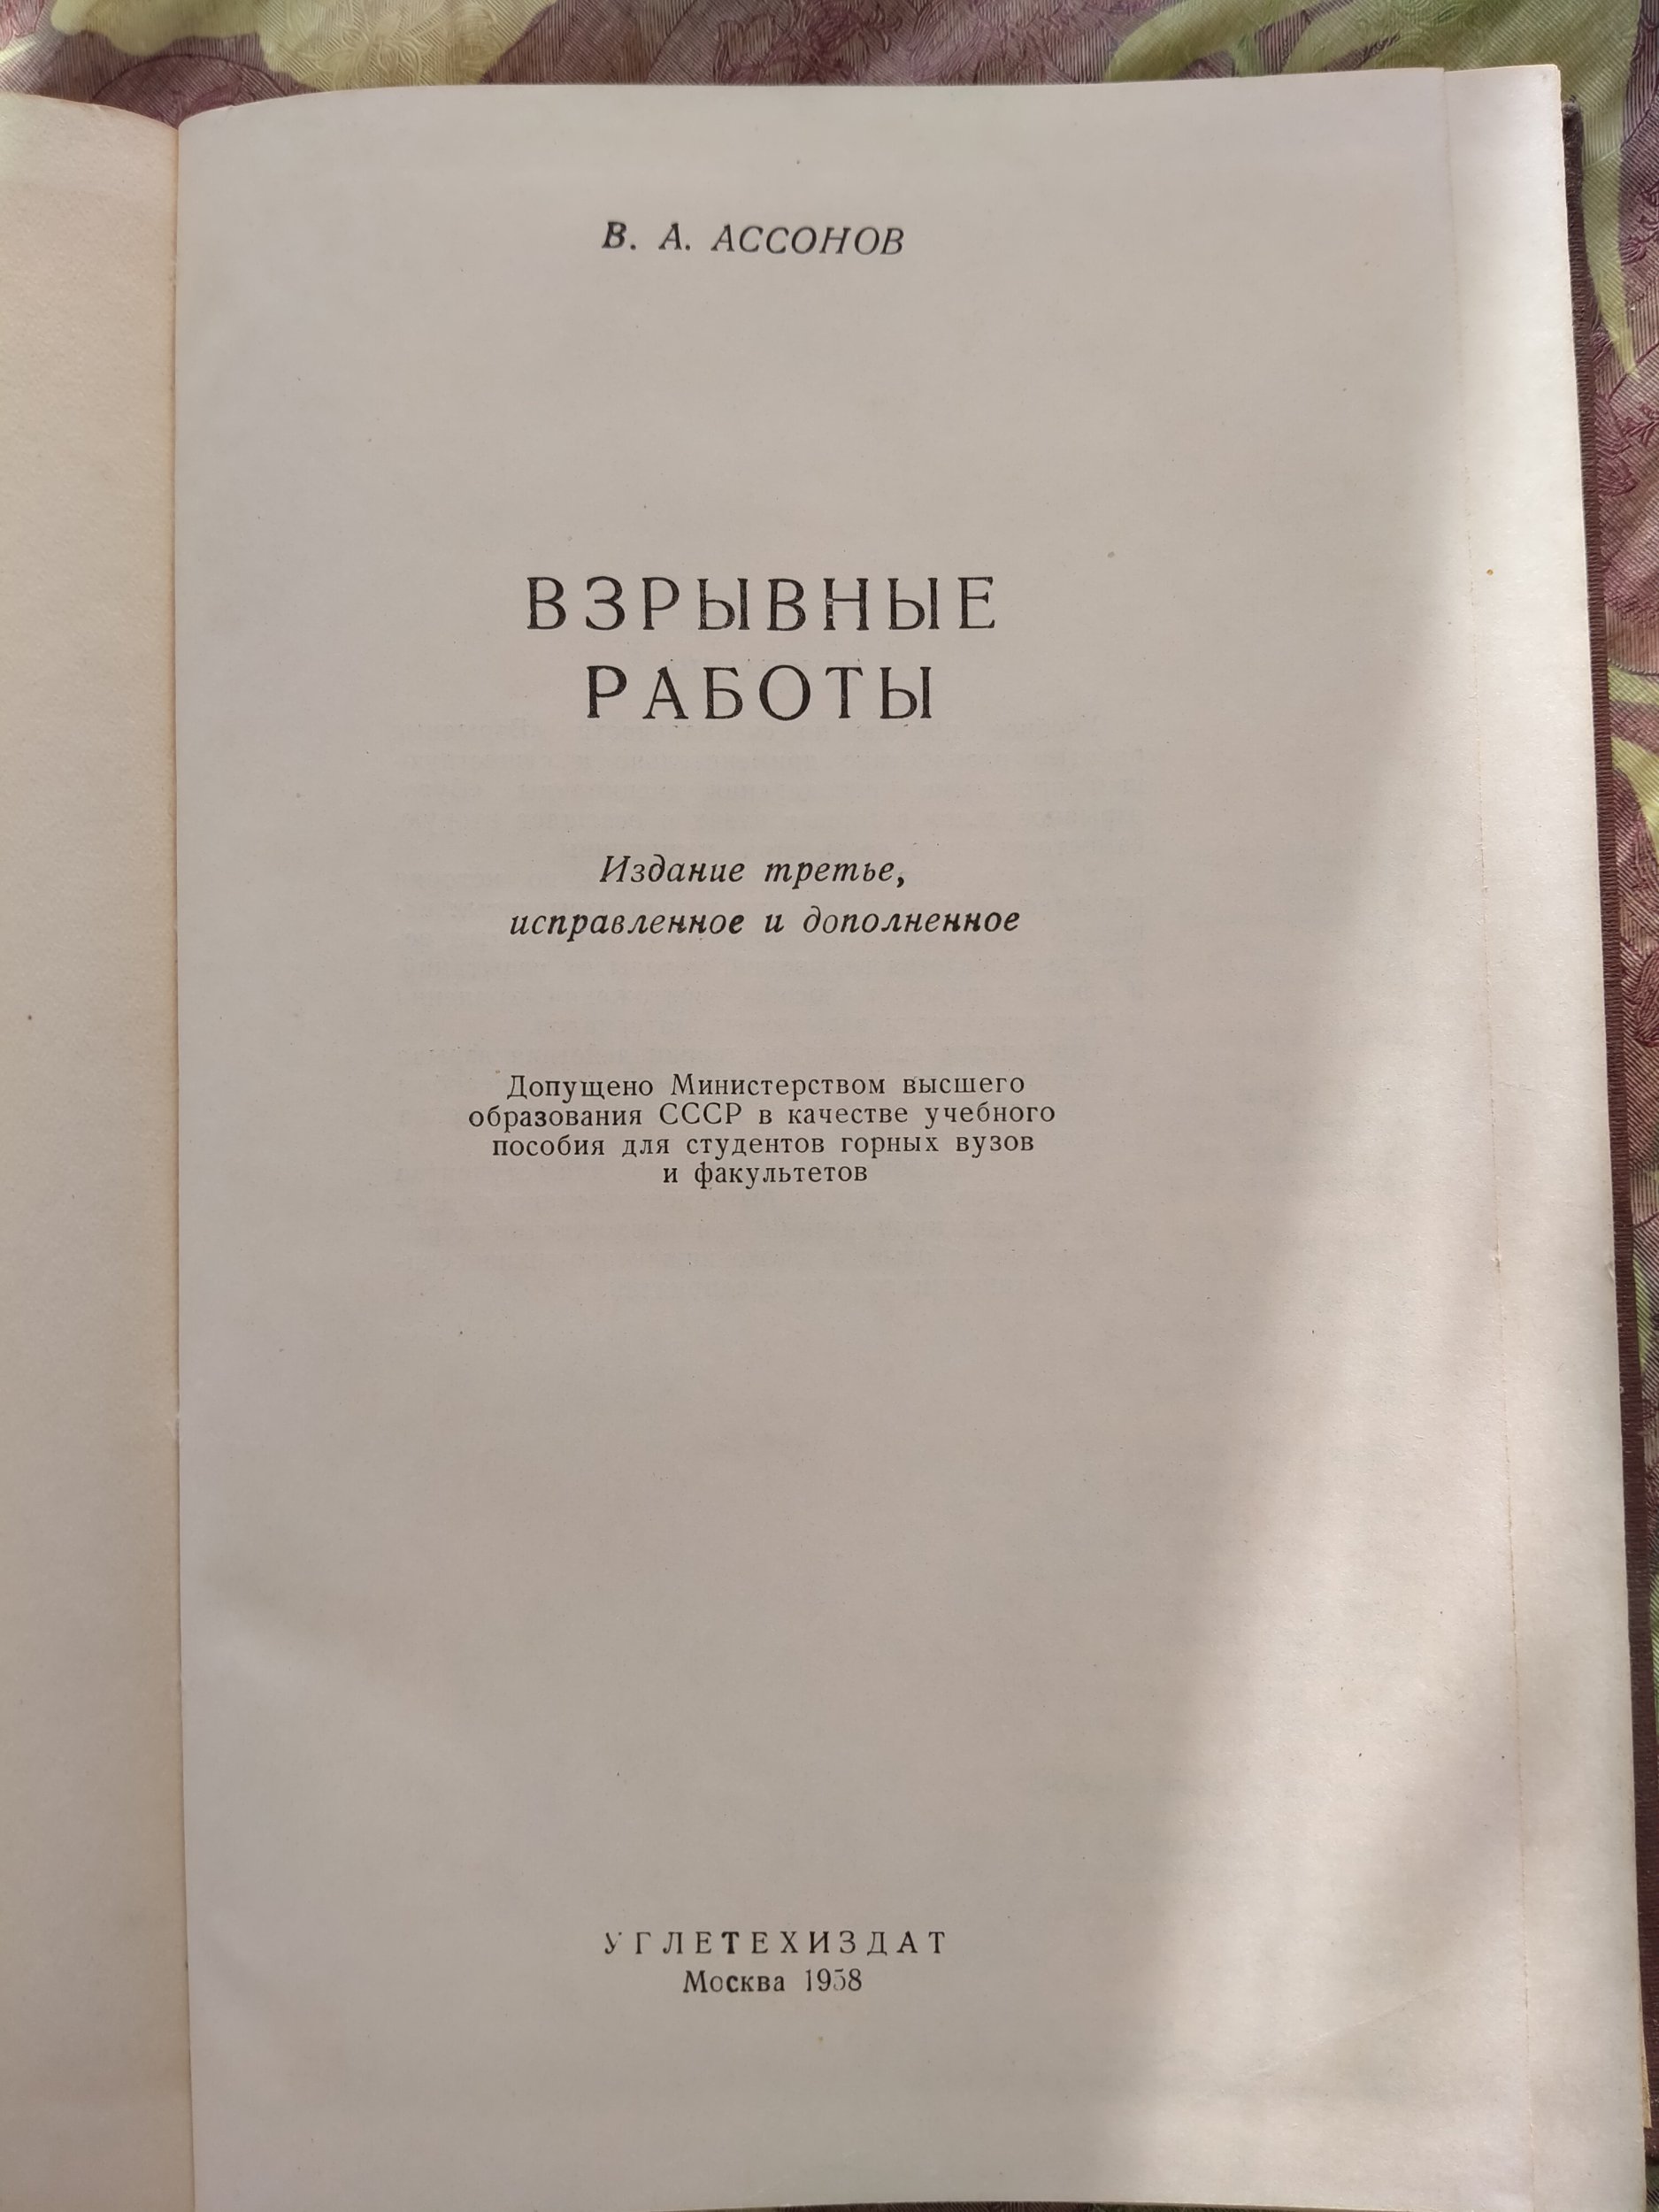 В. А. АССОНОВ
ВЗРЫВНЫЕ
РАБОТЫ
Издание третье,
исправленное и дополненное
Допущено Министерством высшего
образования СССР в качестве учебного
пособия для студентов горных вузов
и факультетов
УГЛЕТЕХИЗДАТ
Москва 1958